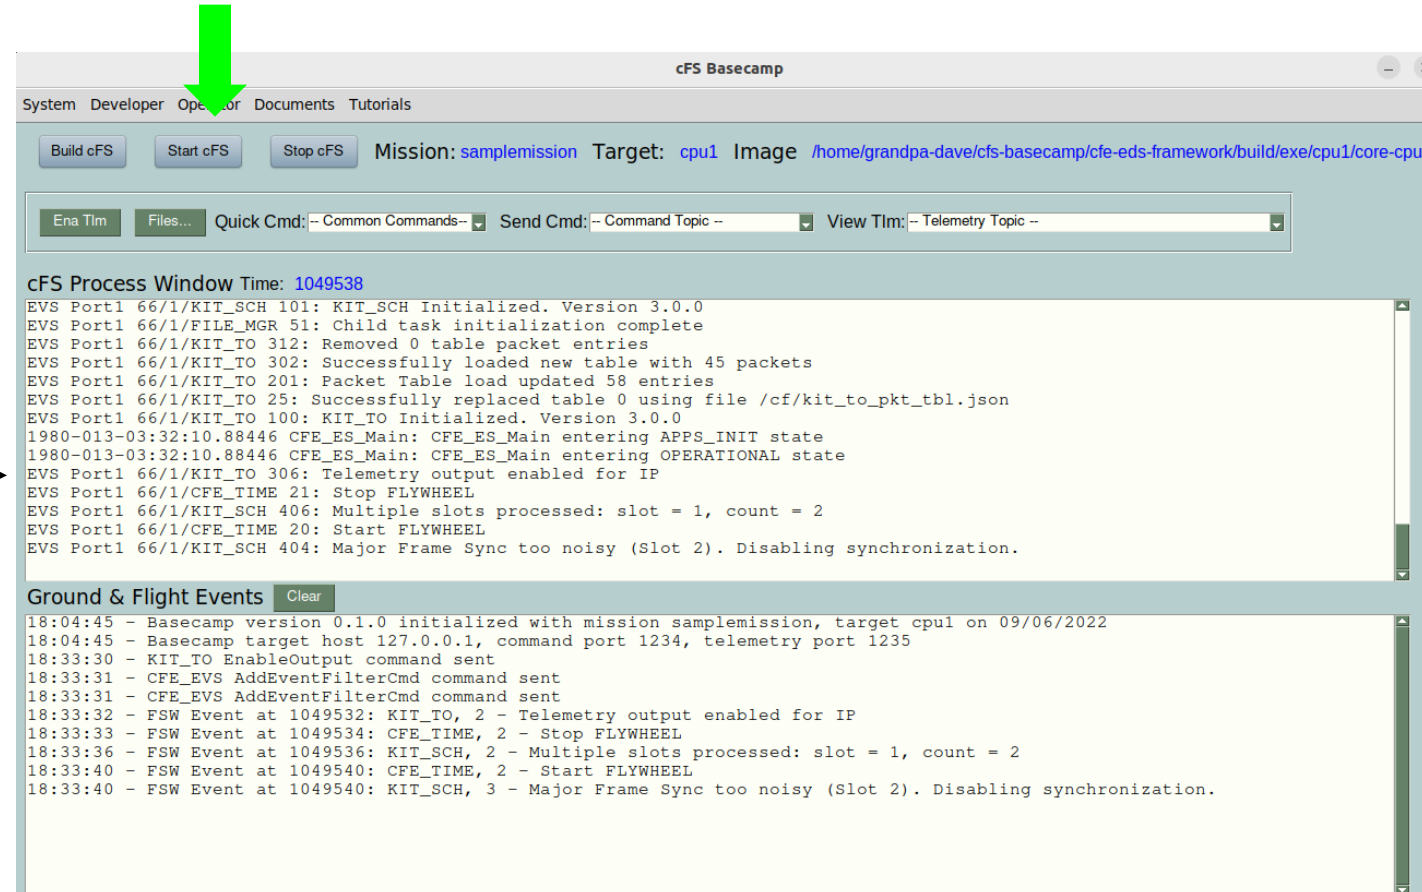 cFS Basecamp
System Developer Operator Documents Tutorials
Build cFS Start cFS Stop cFS Mission: samplemission Target: cpu1 Image /home/grandpa-dave/cfs-basecamp/cfe-eds-framework/build/exe/cpu1/core-cpu
Ena Tlm Files... Quick Cmd: -- Common Commands-- Send Cmd: -- Command Topic -- View Tlm: -- Telemetry Topic --
cFS Process Window Time: 1049538
EVS Port1 66/1/KIT_SCH 101: KIT_SCH Initialized. Version 3.0.0
EVS Port1 66/1/FILE_MGR 51: Child task initialization complete
EVS Port1 66/1/KIT_TO 312: Removed 0 table packet entries
EVS Port1 66/1/KIT_TO 302: Successfully loaded new table with 45 packets
EVS Port1 66/1/KIT_TO 201: Packet Table load updated 58 entries
EVS Port1 66/1/KIT_TO 25: Successfully replaced table 0 using file /cf/kit_to_pkt_tbl.json
EVS Port1 66/1/KIT_TO 100: KIT_TO Initialized. Version 3.0.0
1980-013-03:32:10.88446 CFE_ES_Main: CFE_ES_Main entering APPS_INIT state
1980-013-03:32:10.88446 CFE_ES_Main: CFE_ES_Main entering OPERATIONAL state
EVS Port1 66/1/KIT_TO 306: Telemetry output enabled for IP
EVS Port1 66/1/CFE_TIME 21: Stop FLYWHEEL
EVS Port1 66/1/KIT_SCH 406: Multiple slots processed: slot = 1, count = 2
EVS Port1 66/1/CFE_TIME 20: Start FLYWHEEL
EVS Port1 66/1/KIT_SCH 404: Major Frame Sync too noisy (Slot 2). Disabling synchronization.
Ground & Flight Events Clear
18:04:45 - Basecamp version 0.1.0 initialized with mission samplemission, target cpu1 on 09/06/2022
18:04:45 - Basecamp target host 127.0.0.1, command port 1234, telemetry port 1235
18:33:30 - KIT_TO EnableOutput command sent
18:33:31 - CFE_EVS AddEventFilterCmd command sent
18:33:31 - CFE_EVS AddEventFilterCmd command sent
18:33:32 - FSW Event at 1049532: KIT_TO, 2 - Telemetry output enabled for IP
18:33:33 - FSW Event at 1049534: CFE_TIME, 2 - Stop FLYWHEEL
18:33:36 - FSW Event at 1049536: KIT_SCH, 2 - Multiple slots processed: slot = 1, count = 2
18:33:40 - FSW Event at 1049540: CFE_TIME, 2 - Start FLYWHEEL
18:33:40 - FSW Event at 1049540: KIT_SCH, 3 - Major Frame Sync too noisy (Slot 2). Disabling synchronization.